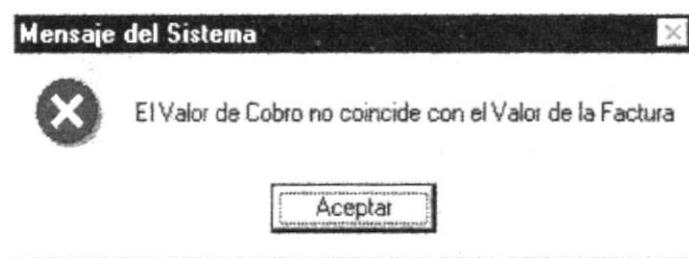 Mensaje del Sistema
El Valor de Cobro no coincide con el Valor de la Factura
Aceptar